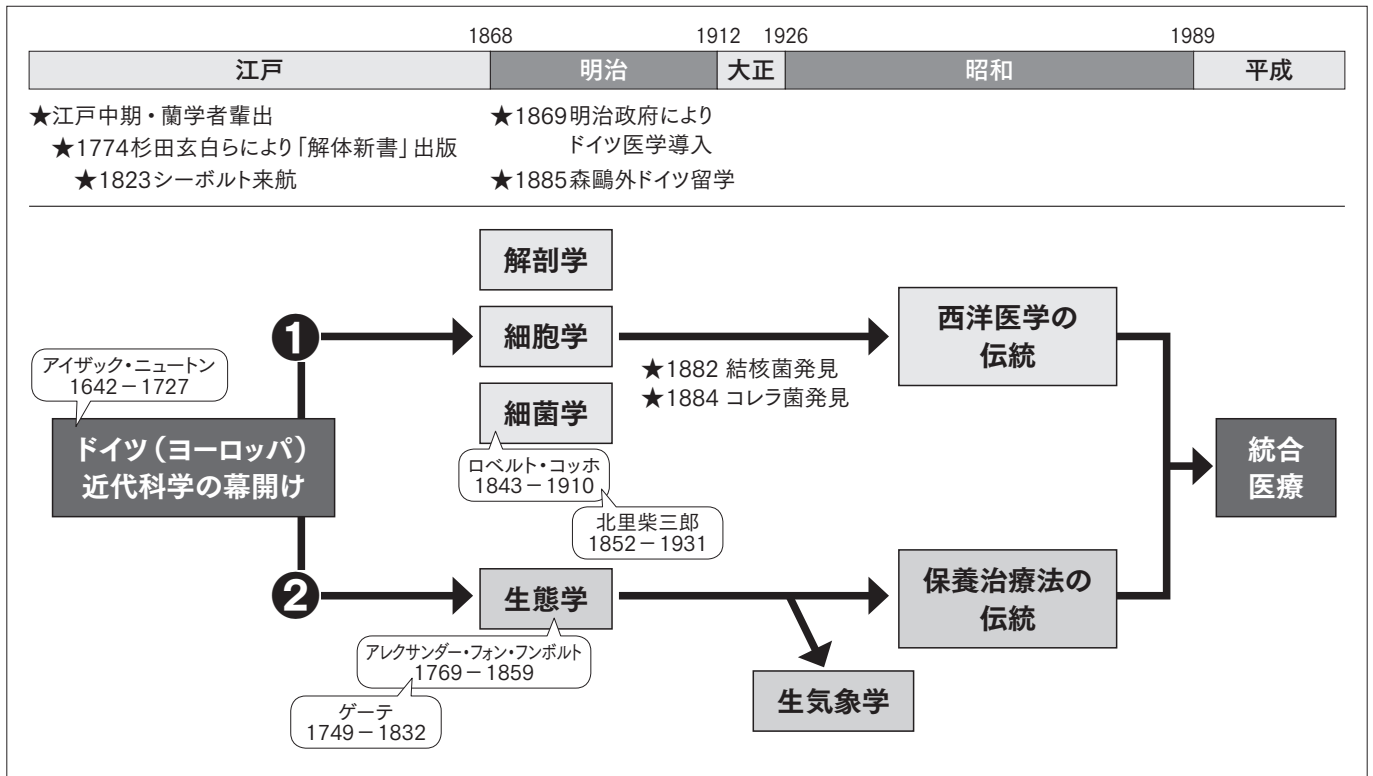 1868 1912 1926 1989
江戸 明治 大正 昭和 平成
★江戸中期・蘭学者輩出
★1774杉田玄白らにより「解体新書」出版
★1823シーボルト来航
★1869明治政府により
ドイツ医学導入
★1885森鷗外ドイツ留学
解剖学
❶
細胞学
★1882 結核菌発見
★1884 コレラ菌発見
西洋医学の
伝統
アイザック・ニュートン
1642－1727
ドイツ（ヨーロッパ）
近代科学の幕開け
細菌学
ロベルト・コッホ
1843－1910
北里柴三郎
1852－1931
統合
医療
❷
生態学
アレクサンダー・フォン・フンボルト
1769－1859
ゲーテ
1749－1832
保養治療法の
伝統
生気象学